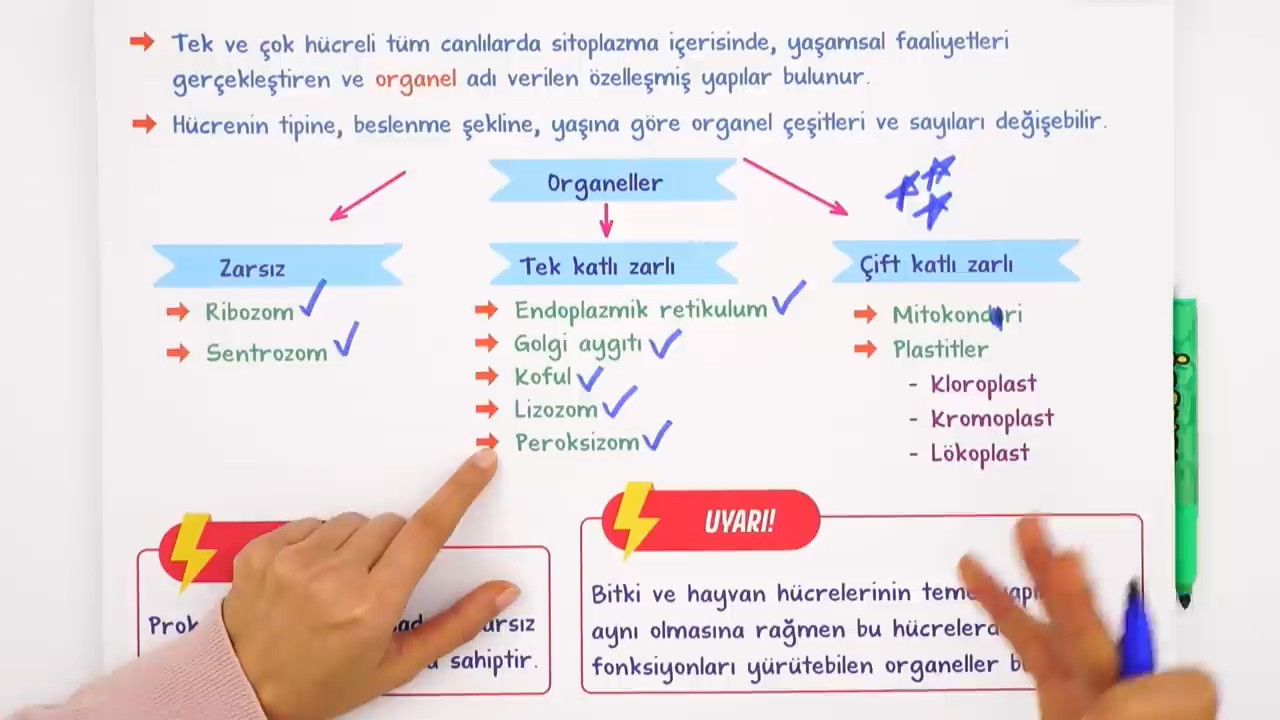 Tek ve çok hücreli tüm canlılarda sitoplazma içerisinde, yaşamsal faaliyetleri
gerçekleştiren ve organel adı verilen özelleşmiş yapılar bulunur.
Hücrenin tipine, beslenme şekline, yaşına göre organel çeşitleri ve sayıları değişebilir.
Organeller
Zarsız
Ribozom
Sentrozom
Tek katlı zarlı
Endoplazmik retikulum
Golgi aygıtı
Koful
Lizozom
Peroksizom
Çift katlı zarlı
Mitokondri
Plastitler
- Kloroplast
- Kromoplast
- Lökoplast
sahiptir.
UYARI!
Bitki ve hayvan hücrelerinin
aynı olmasına rağmen bu
fonksiyonları yürütebilen organeller